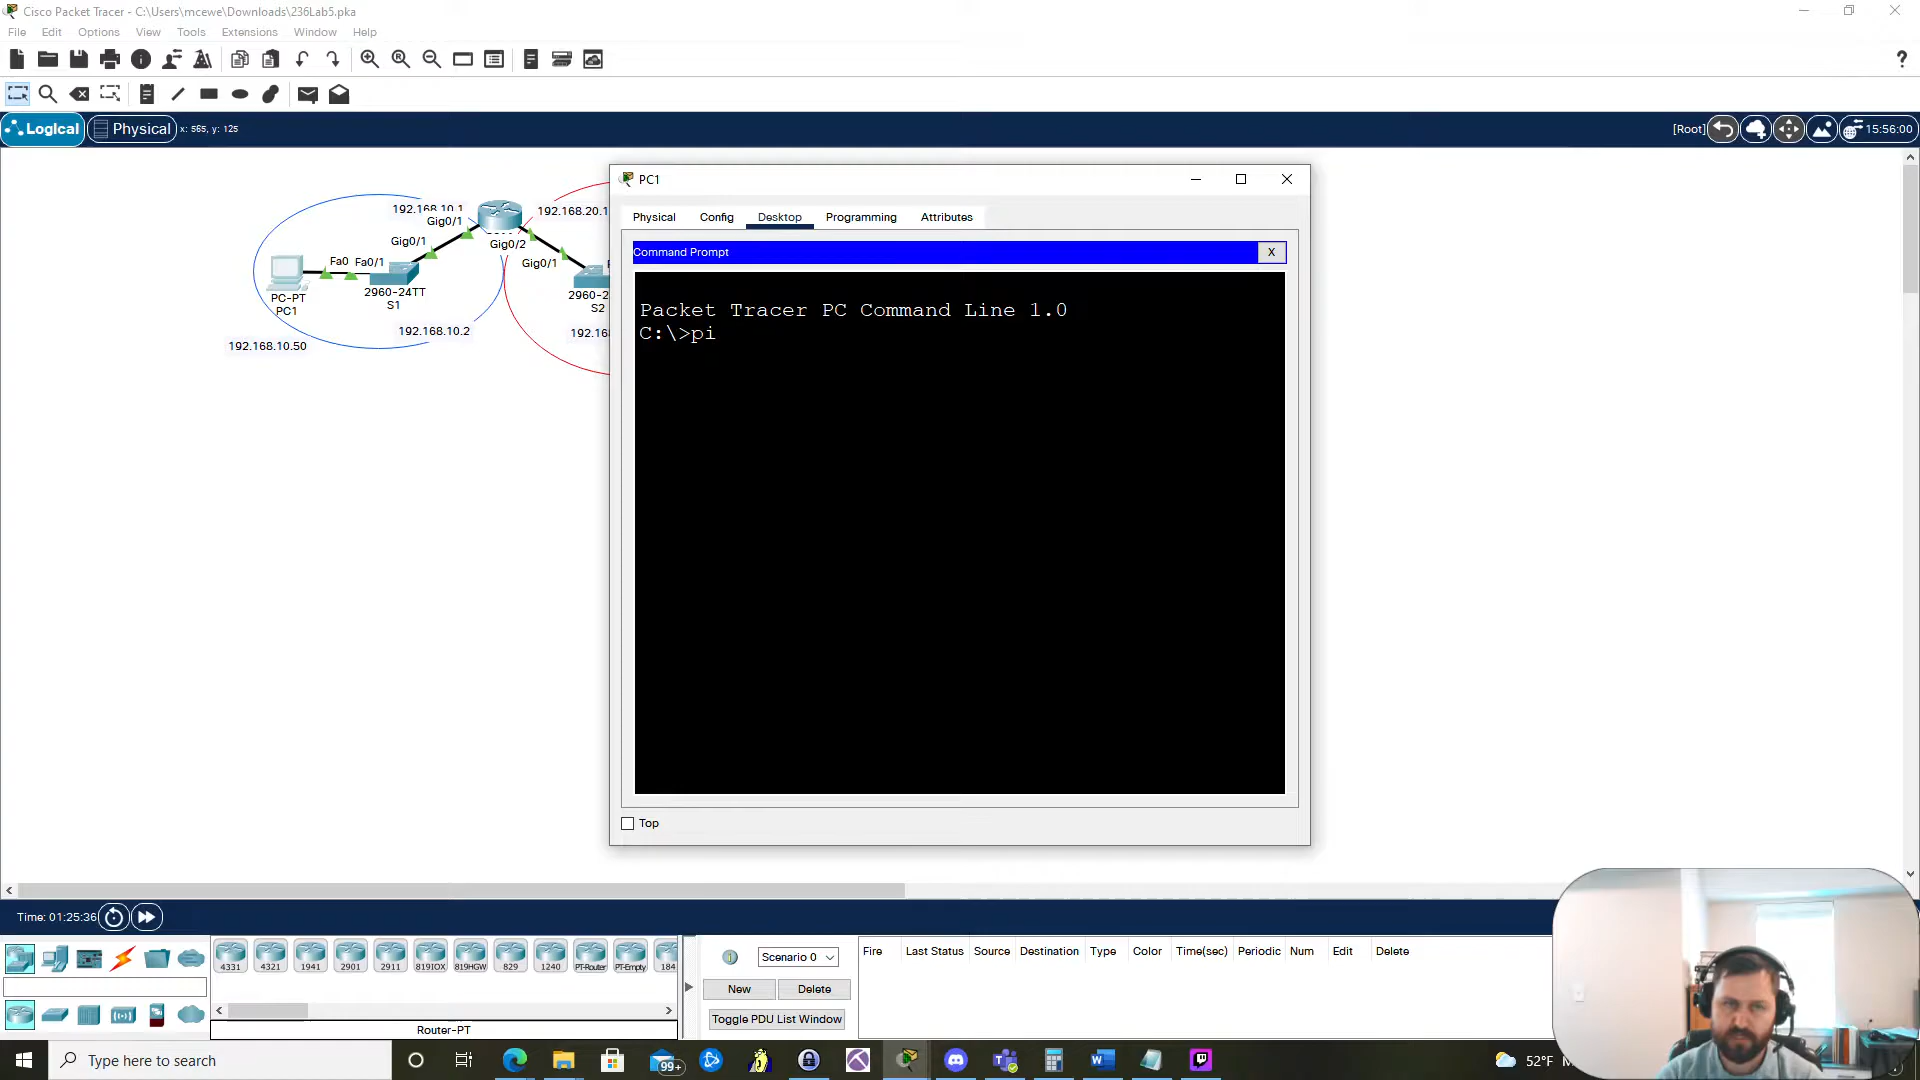 Cisco Packet Tracer - C:\Users\mcewe\Downloads\236Lab5.pka
File Edit Options View Tools Extensions Window Help
?
Logical Physical x: 565, y: 125 [Root] 15:56:00
PC1
Physical Config Desktop Programming Attributes
Command Prompt X
Packet Tracer PC Command Line 1.0
C:\>pi
Top
192.168.10.1
192.168.20.1
Gig0/1
Gig0/1
Gig0/2
Gig0/1
Fa0 Fa0/1
PC-PT
PC1
2960-24TT
S1
2960-2
S2
192.168.10.2
192.168
192.168.10.50
Time: 01:25:36
4331 4321 1941 2901 2911 819IOX 819HGW 829 1240 PT-Router PT-Empty 184
Router-PT
Scenario 0
New Delete
Toggle PDU List Window
Fire Last Status Source Destination Type Color Time(sec) Periodic Num Edit Delete
Type here to search
99+
52°F